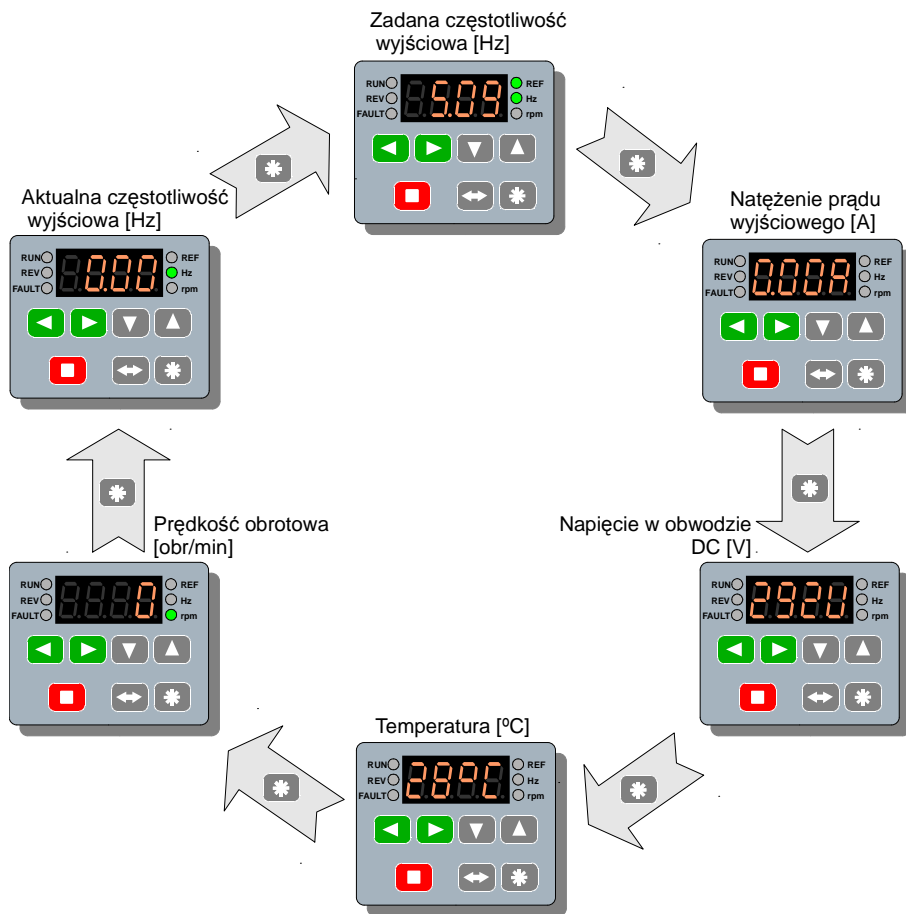 Zadana częstotliwość
wyjściowa [Hz]
RUN 5.09 REF
REV Hz
FAULT rpm
Natężenie prądu
wyjściowego [A]
RUN 0.00A REF
REV Hz
FAULT rpm
Napięcie w obwodzie
DC [V]
RUN 292U REF
REV Hz
FAULT rpm
Temperatura [ºC]
RUN 28ºC REF
REV Hz
FAULT rpm
Prędkość obrotowa
[obr/min]
RUN 0 REF
REV Hz
FAULT rpm
Aktualna częstotliwość
wyjściowa [Hz]
RUN 0.00 REF
REV Hz
FAULT rpm